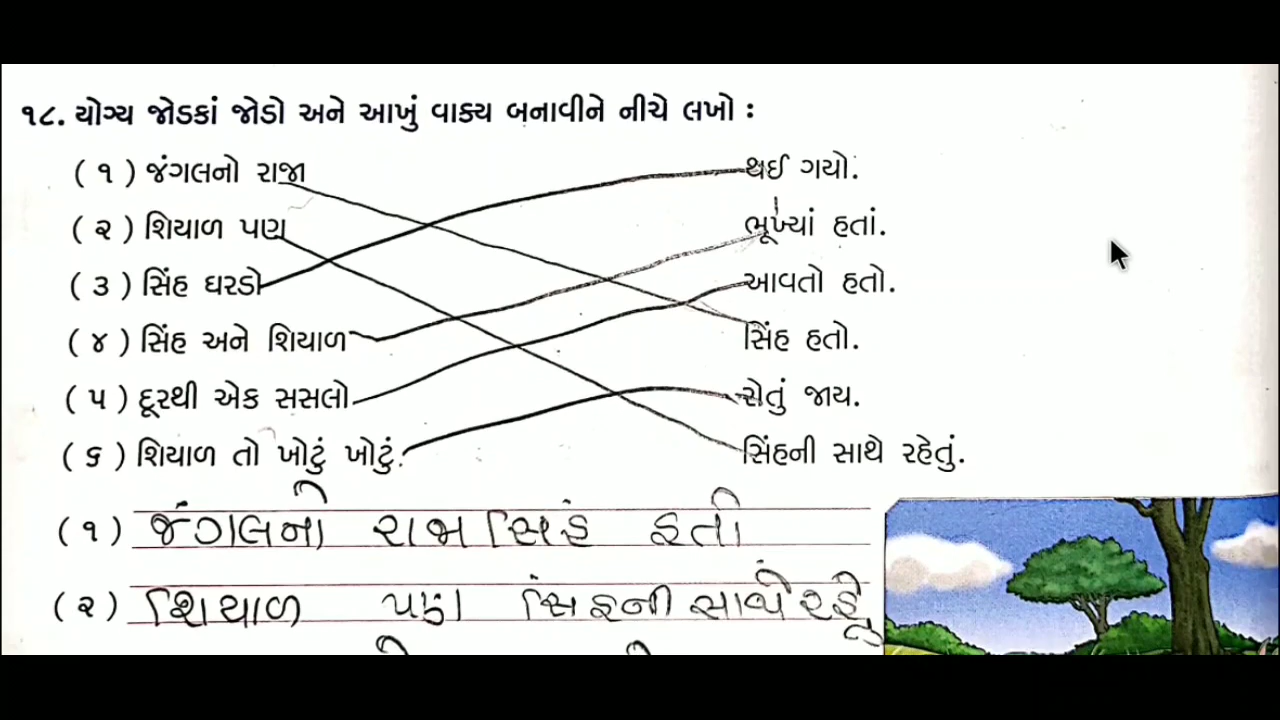 ૧૮. યોગ્ય જોડકાં જોડો અને આખું વાક્ય બનાવીને નીચે લખો :
( ૧ ) જંગલનો રાજા થઈ ગયો.
( ૨ ) શિયાળ પણ ભૂખ્યાં હતાં.
( ૩ ) સિંહ ઘરડો આવતો હતો.
( ૪ ) સિંહ અને શિયાળ સિંહ હતો.
( ૫ ) દૂરથી એક સસલો સેતું જાય.
( ૬ ) શિયાળ તો ખોટું ખોટું. સિંહની સાથે રહેતું.
( ૧ ) જંગલનો રાજા સિંહ હતો
( ૨ ) શિયાળ પણ સિંહની સાથે રહેતુ